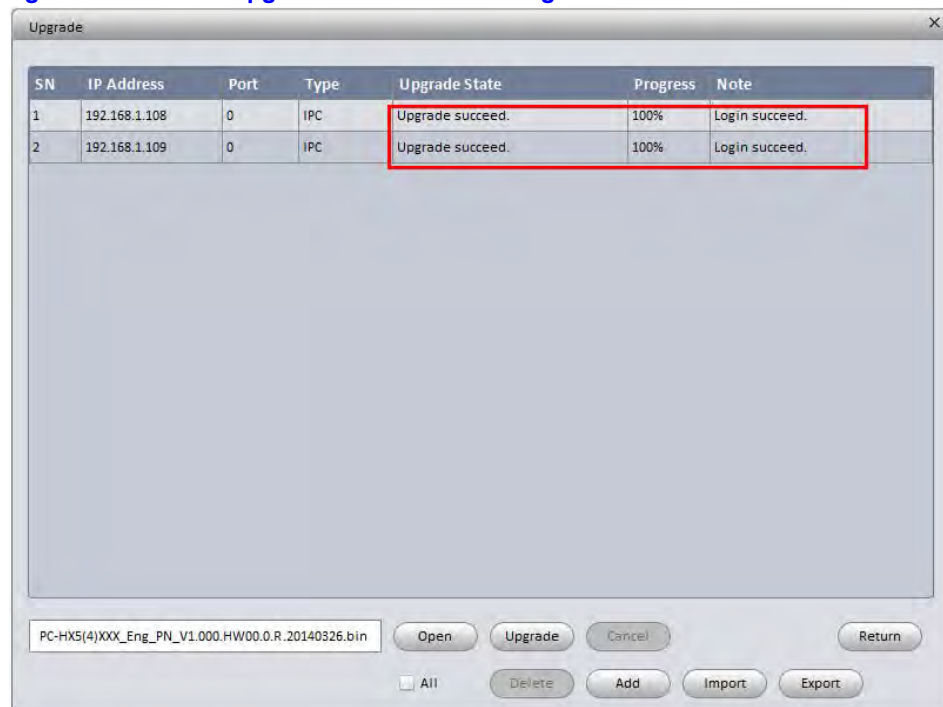 Upgrade
SN IP Address Port Type Upgrade State Progress Note
1 192.168.1.108 0 IPC Upgrade succeed. 100% Login succeed.
2 192.168.1.109 0 IPC Upgrade succeed. 100% Login succeed.
PC-HX5(4)XXX_Eng_PN_V1.000.HW00.0.R.20140326.bin Open Upgrade Cancel Return
All Delete Add Import Export